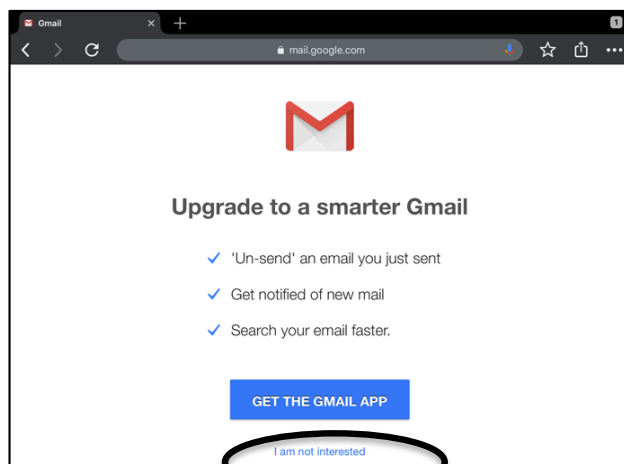 Gmail
1
mail.google.com
Upgrade to a smarter Gmail
'Un-send' an email you just sent
Get notified of new mail
Search your email faster.
GET THE GMAIL APP
I am not interested